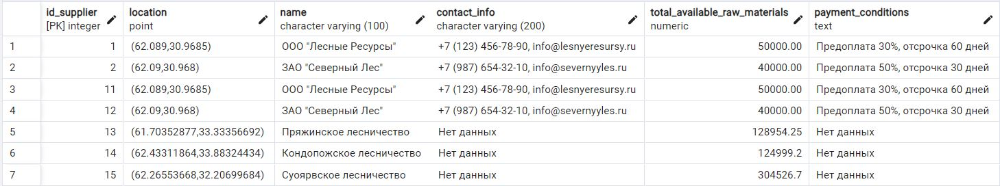 id_supplier location name contact_info total_available_raw_materials payment_conditions
[PK] integer point character varying (100) character varying (200) numeric text
1 1 (62.089,30.9685) ООО "Лесные Ресурсы" +7 (123) 456-78-90, info@lesnyeresursy.ru 50000.00 Предоплата 30%, отсрочка 60 дней
2 2 (62.09,30.968) ЗАО "Северный Лес" +7 (987) 654-32-10, info@severnyyles.ru 40000.00 Предоплата 50%, отсрочка 30 дней
3 11 (62.089,30.9685) ООО "Лесные Ресурсы" +7 (123) 456-78-90, info@lesnyeresursy.ru 50000.00 Предоплата 30%, отсрочка 60 дней
4 12 (62.09,30.968) ЗАО "Северный Лес" +7 (987) 654-32-10, info@severnyyles.ru 40000.00 Предоплата 50%, отсрочка 30 дней
5 13 (61.70352877,33.33356692) Пряжинское лесничество Нет данных 128954.25 Нет данных
6 14 (62.43311864,33.88324434) Кондопожское лесничество Нет данных 124999.2 Нет данных
7 15 (62.26553668,32.20699684) Суоярвское лесничество Нет данных 304526.7 Нет данных